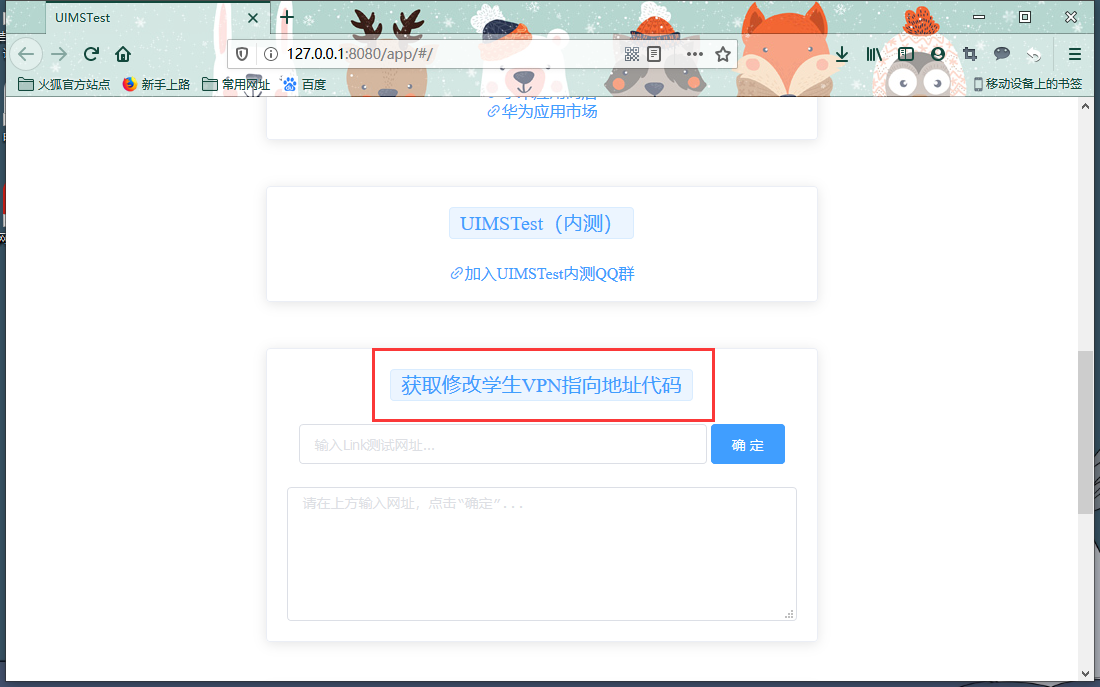 UIMSTest
127.0.0.1:8080/app/#/
火狐官方站点 新手上路 常用网址 百度 移动设备上的书签
华为应用市场
UIMSTest（内测）
加入UIMSTest内测QQ群
获取修改学生VPN指向地址代码
输入Link测试网址...
确 定
请在上方输入网址，点击“确定”...